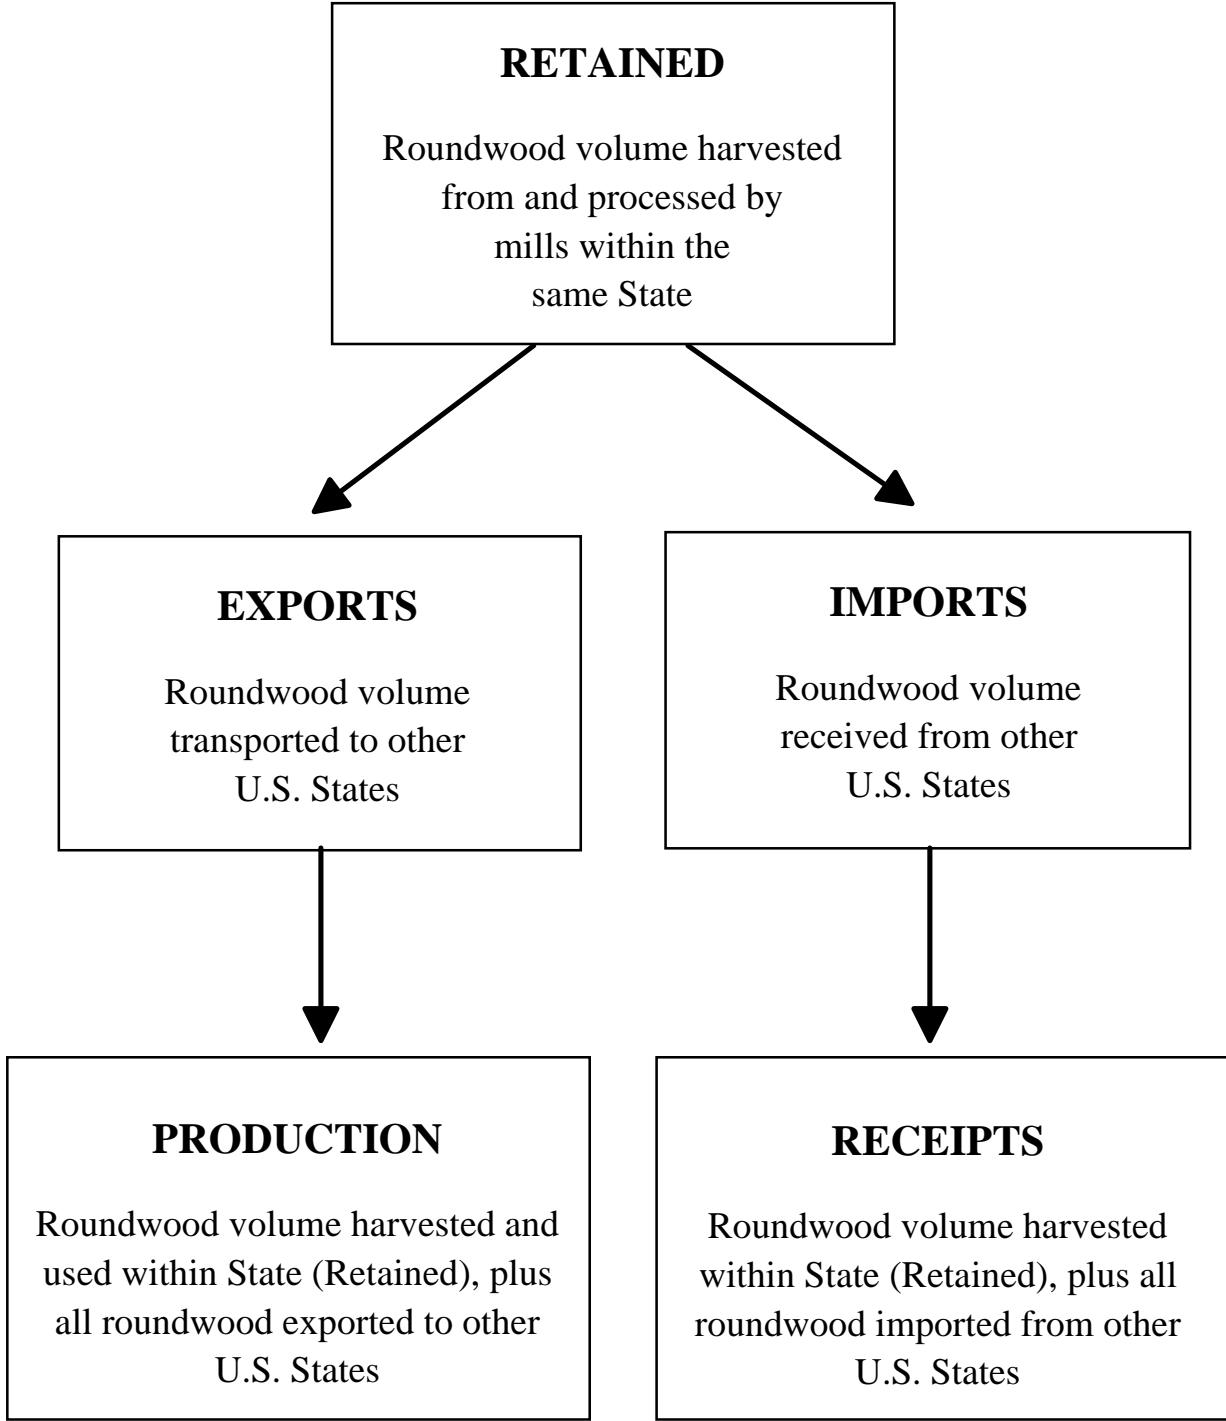 RETAINED
Roundwood volume harvested
from and processed by
mills within the
same State
EXPORTS
Roundwood volume
transported to other
U.S. States
IMPORTS
Roundwood volume
received from other
U.S. States
PRODUCTION
Roundwood volume harvested and
used within State (Retained), plus
all roundwood exported to other
U.S. States
RECEIPTS
Roundwood volume harvested
within State (Retained), plus all
roundwood imported from other
U.S. States